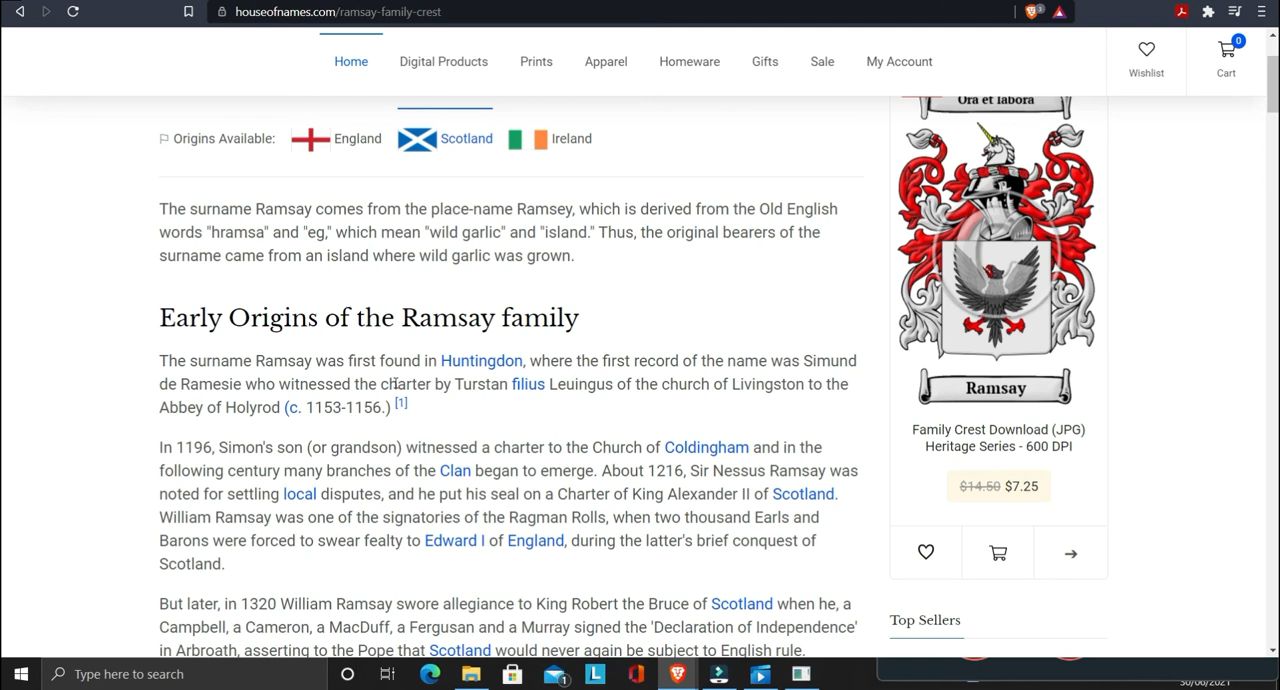 houseofnames.com/ramsay-family-crest
3
Home Digital Products Prints Apparel Homeware Gifts Sale My Account
Wishlist
0
Cart
Origins Available: England Scotland Ireland
The surname Ramsay comes from the place-name Ramsey, which is derived from the Old English
words "hramsa" and "eg," which mean "wild garlic" and "island." Thus, the original bearers of the
surname came from an island where wild garlic was grown.
Early Origins of the Ramsay family
The surname Ramsay was first found in Huntingdon, where the first record of the name was Simund
de Ramesie who witnessed the charter by Turstan filius Leuingus of the church of Livingston to the
Abbey of Holyrod (c. 1153-1156.) [1]
In 1196, Simon's son (or grandson) witnessed a charter to the Church of Coldingham and in the
following century many branches of the Clan began to emerge. About 1216, Sir Nessus Ramsay was
noted for settling local disputes, and he put his seal on a Charter of King Alexander II of Scotland.
William Ramsay was one of the signatories of the Ragman Rolls, when two thousand Earls and
Barons were forced to swear fealty to Edward I of England, during the latter's brief conquest of
Scotland.
But later, in 1320 William Ramsay swore allegiance to King Robert the Bruce of Scotland when he, a
Campbell, a Cameron, a MacDuff, a Fergusan and a Murray signed the 'Declaration of Independence'
in Arbroath, asserting to the Pope that Scotland would never again be subject to English rule.
Ora et labora
Ramsay
Family Crest Download (JPG)
Heritage Series - 600 DPI
$14.50 $7.25
Top Sellers
Type here to search
1
L
30/06/2021